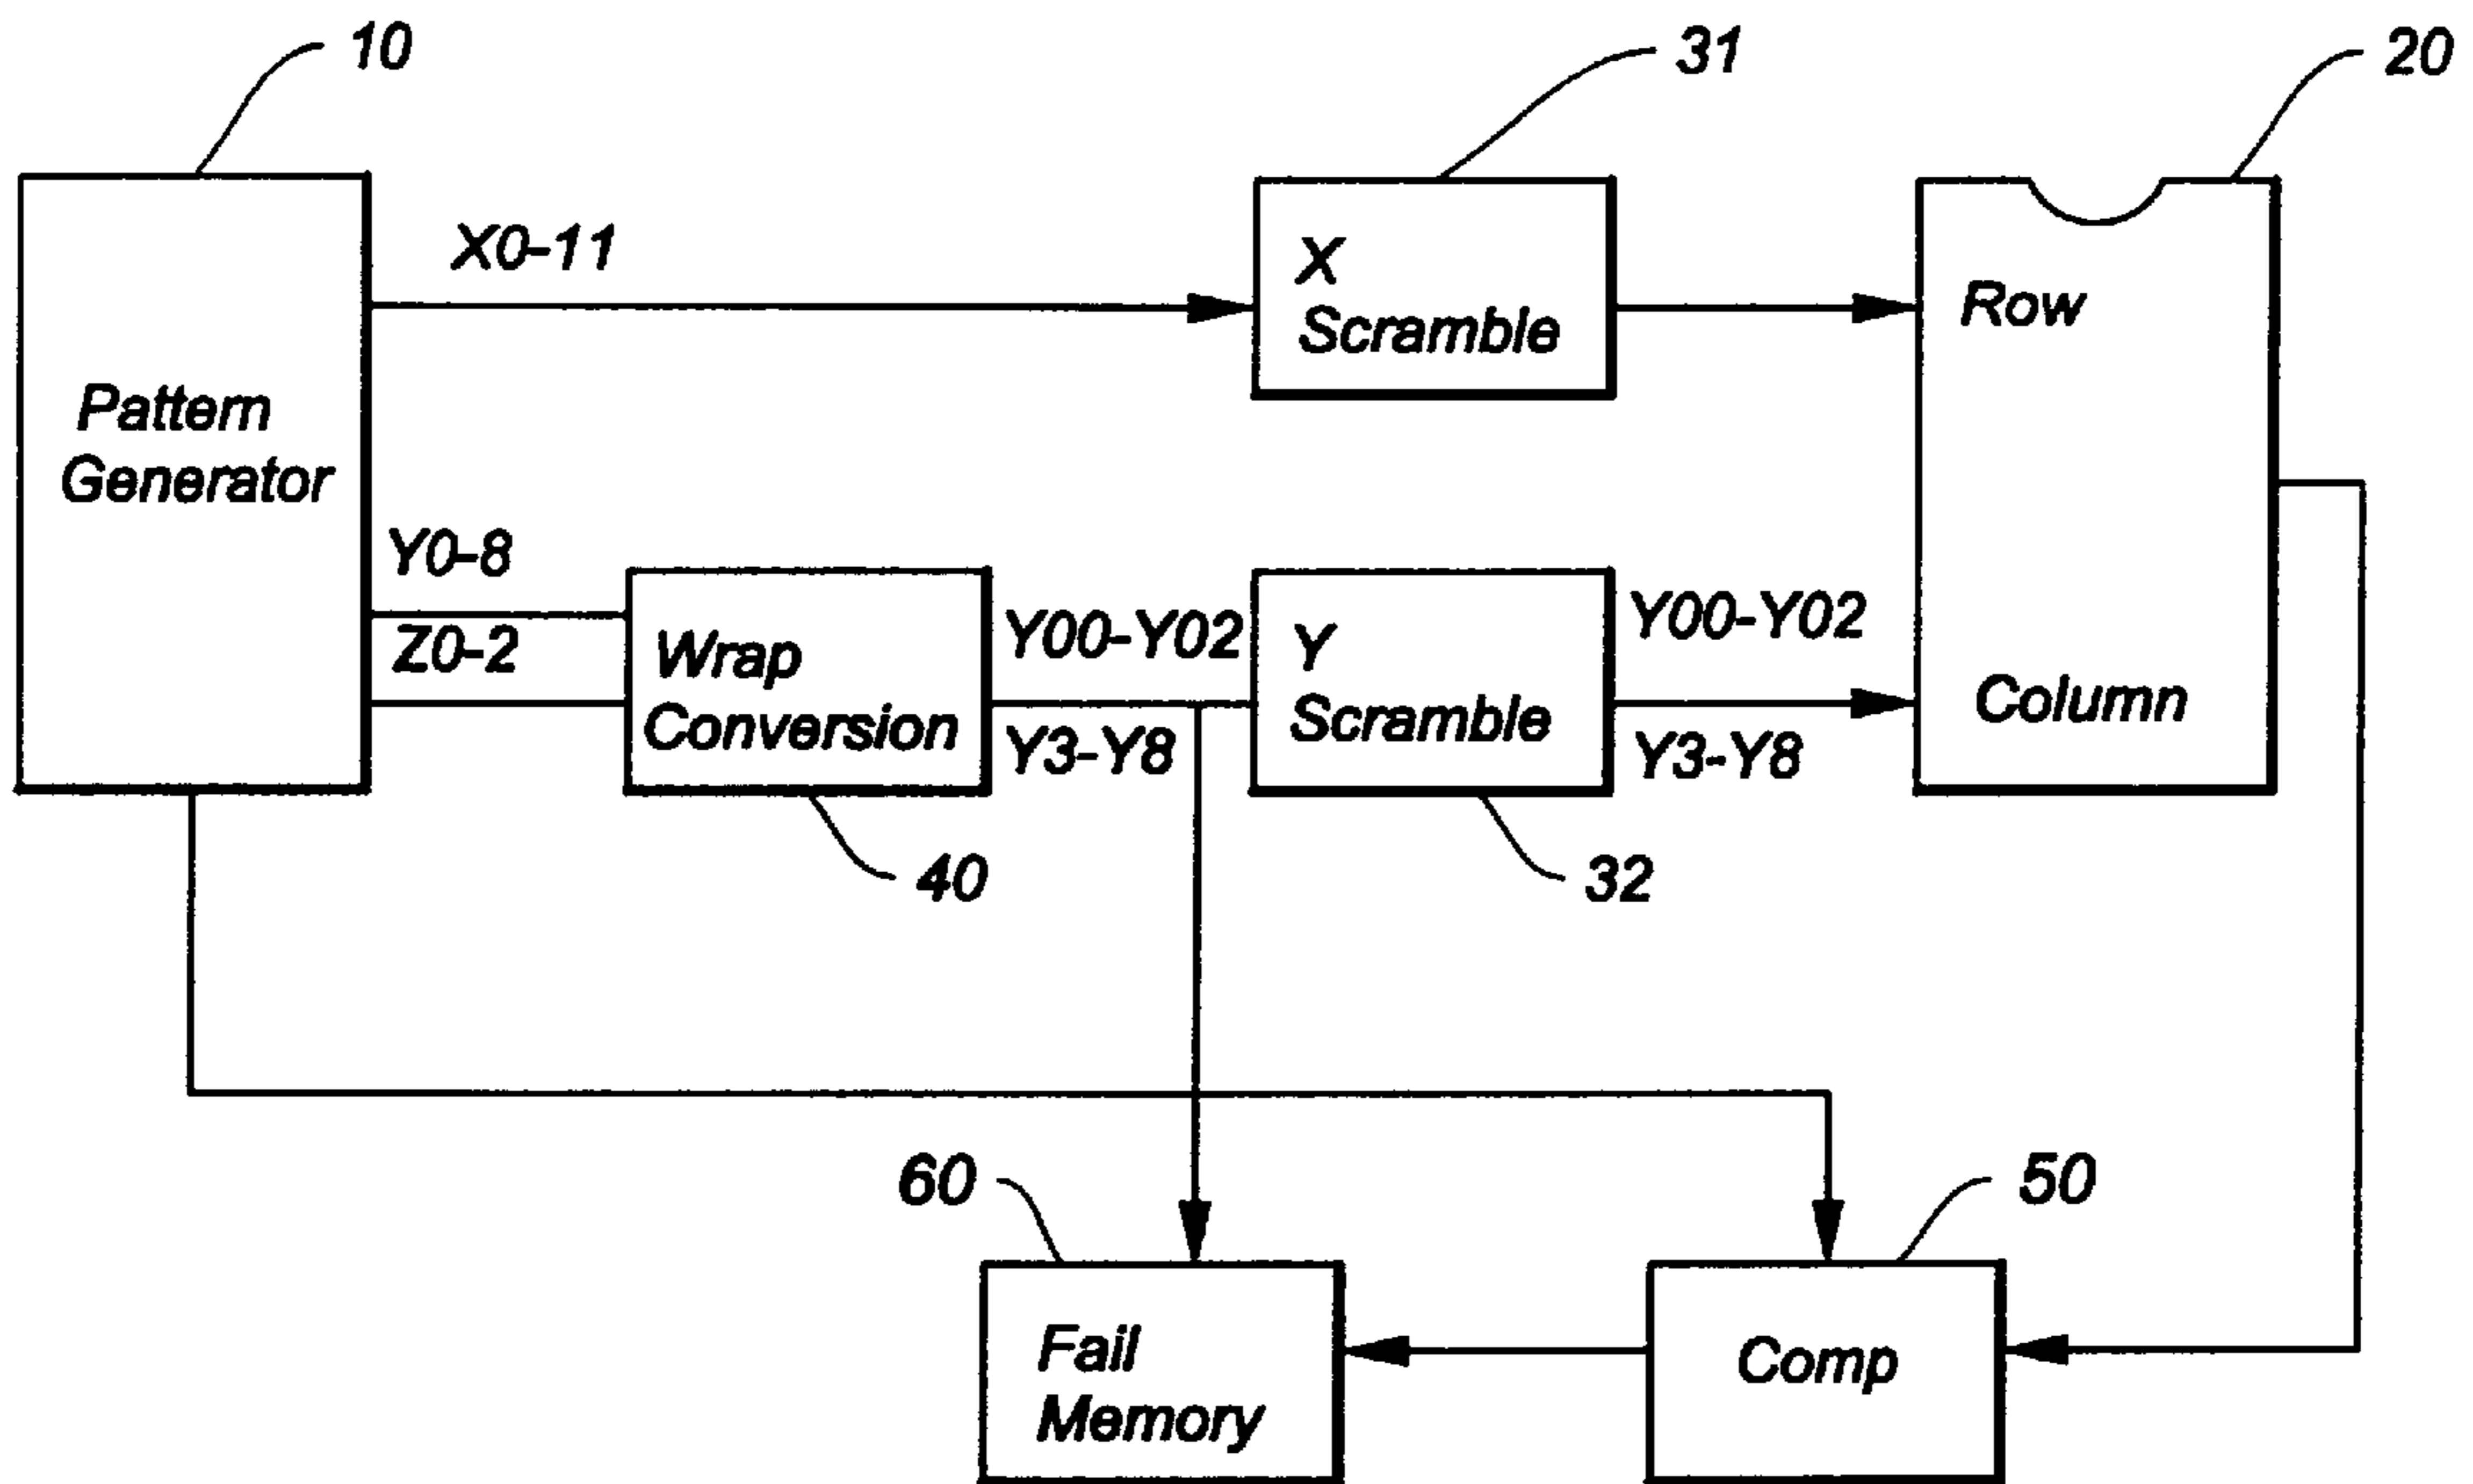 10
31
20
X0-11
X
Scramble
Row
Pattern
Generator
Y0-8
Z0-2
Wrap
Conversion
Y00-Y02
Y3-Y8
Y
Scramble
Y00-Y02
Y3-Y8
Column
40
32
60
50
Fail
Memory
Comp